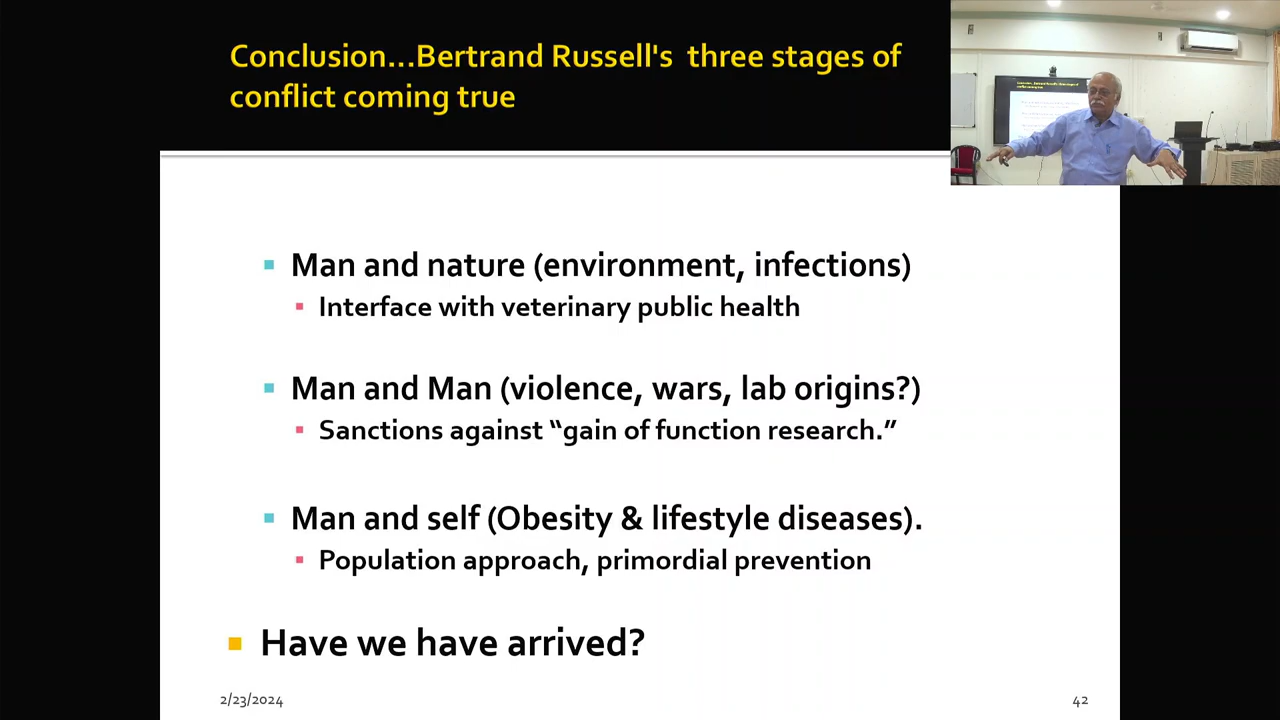 Conclusion...Bertrand Russell's three stages of
conflict coming true
Man and nature (environment, infections)
Interface with veterinary public health
Man and Man (violence, wars, lab origins?)
Sanctions against “gain of function research.”
Man and self (Obesity & lifestyle diseases).
Population approach, primordial prevention
Have we have arrived?
2/23/2024
42